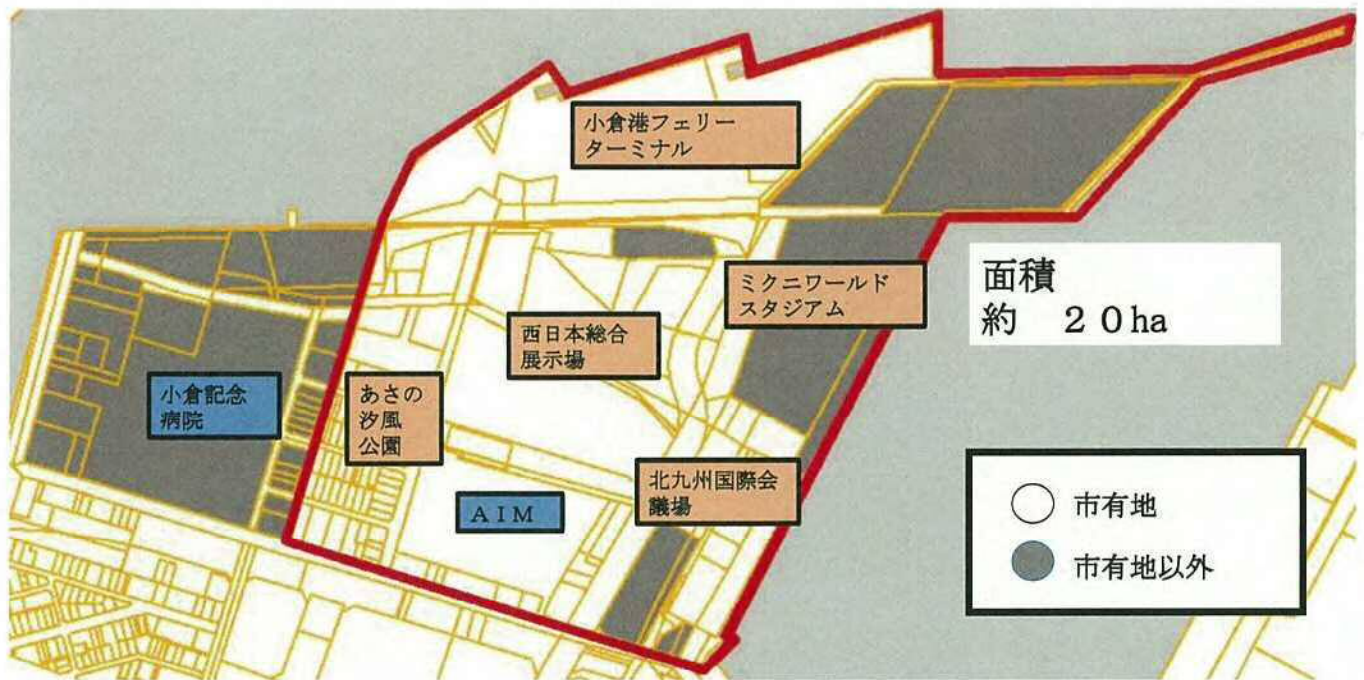 小倉港フェリー
ターミナル
ミクニワールド
スタジアム
面積
約　２０ha
西日本総合
展示場
小倉記念
病院
あさの
汐風
公園
北九州国際会
議場
ＡＩＭ
市有地
市有地以外